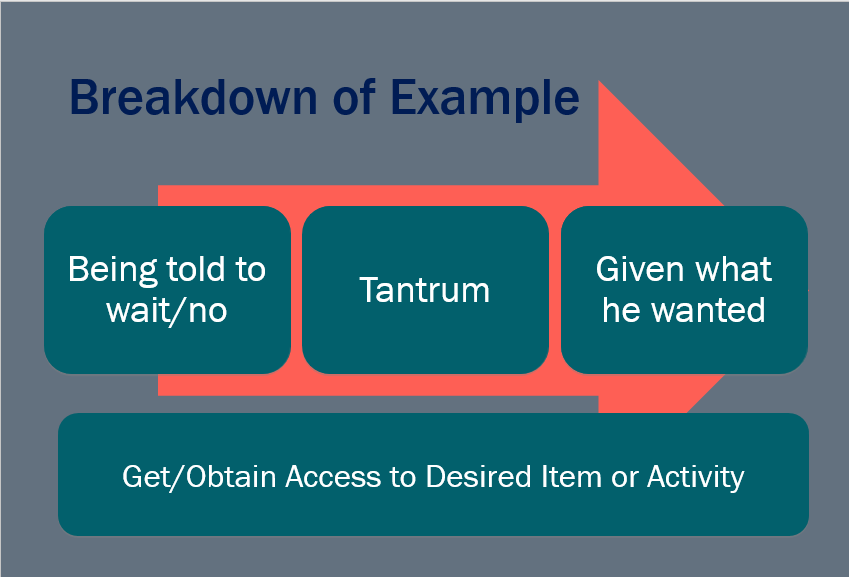 Breakdown of Example
Being told to
wait/no
Tantrum
Given what
he wanted
Get/Obtain Access to Desired Item or Activity